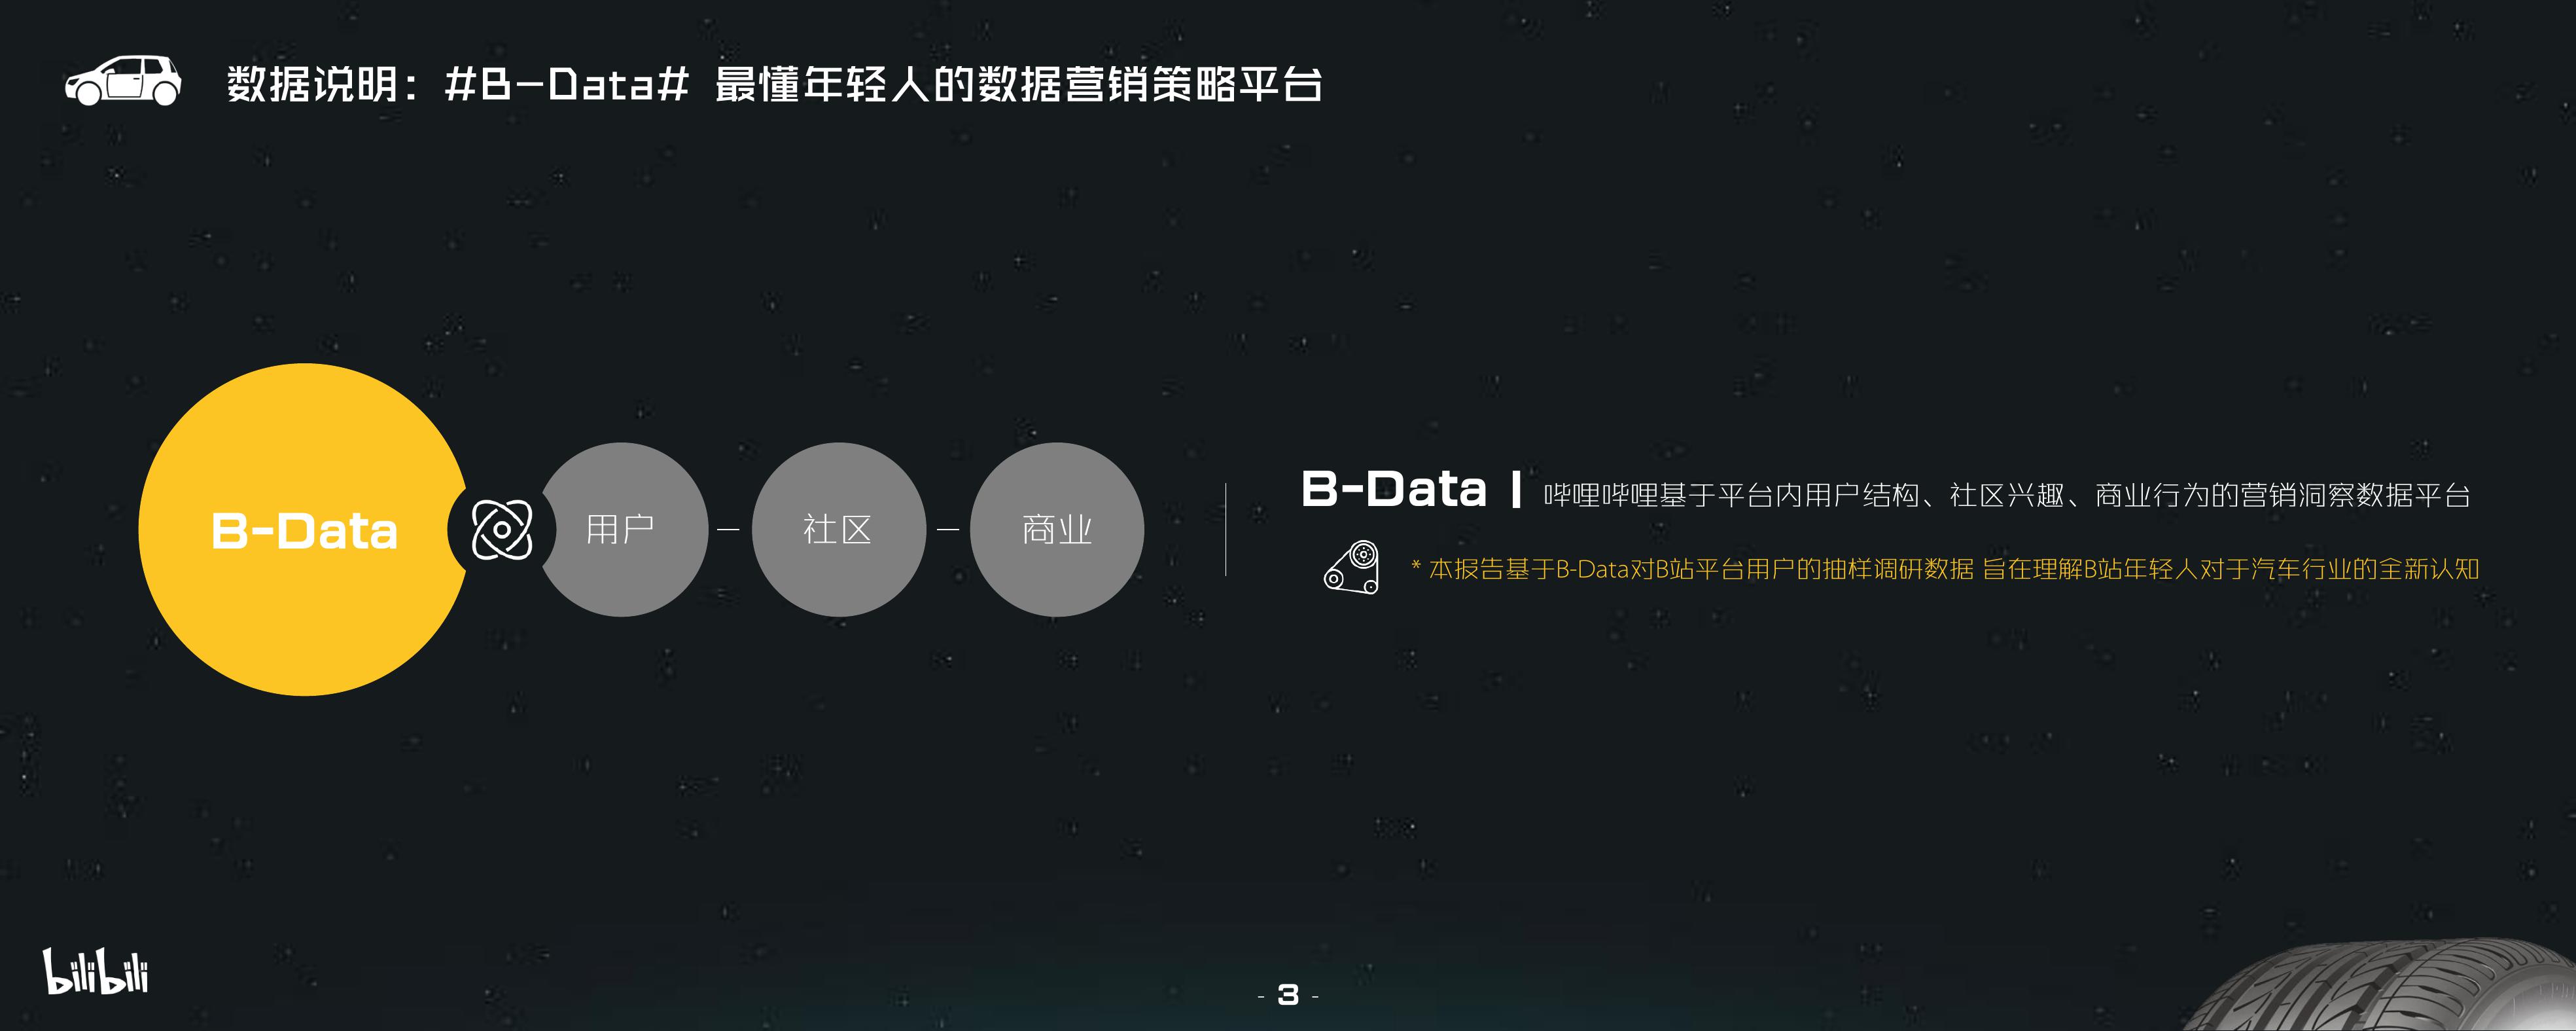 数据说明：#B-Data# 最懂年轻人的数据营销策略平台
B-Data
用户
社区
商业
B-Data | 哔哩哔哩基于平台内用户结构、社区兴趣、商业行为的营销洞察数据平台
* 本报告基于B-Data对B站平台用户的抽样调研数据 旨在理解B站年轻人对于汽车行业的全新认知
bilibili
- 3 -